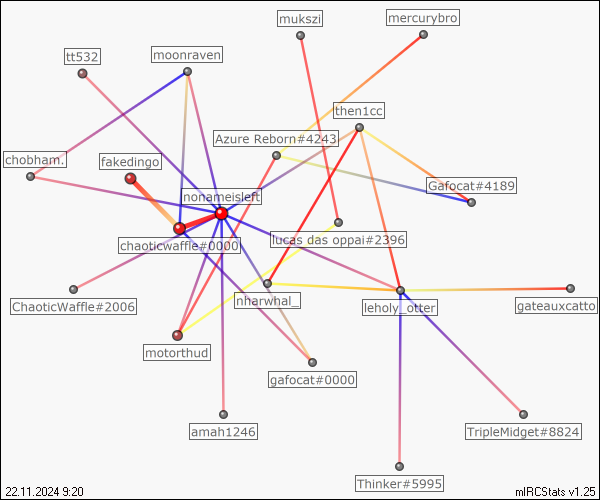 mukszi
mercurybro
tt532
moonraven
then1cc
Azure Reborn#4243
chobham.
fakedingo
Gafocat#4189
nonameisleft
chaoticwaffle#0000
lucas das oppai#2396
ChaoticWaffle#2006
nharwhal_
leholy_otter
gateauxcatto
motorthud
gafocat#0000
amah1246
TripleMidget#8824
Thinker#5995
22.11.2024 9:20
mIRCStats v1.25